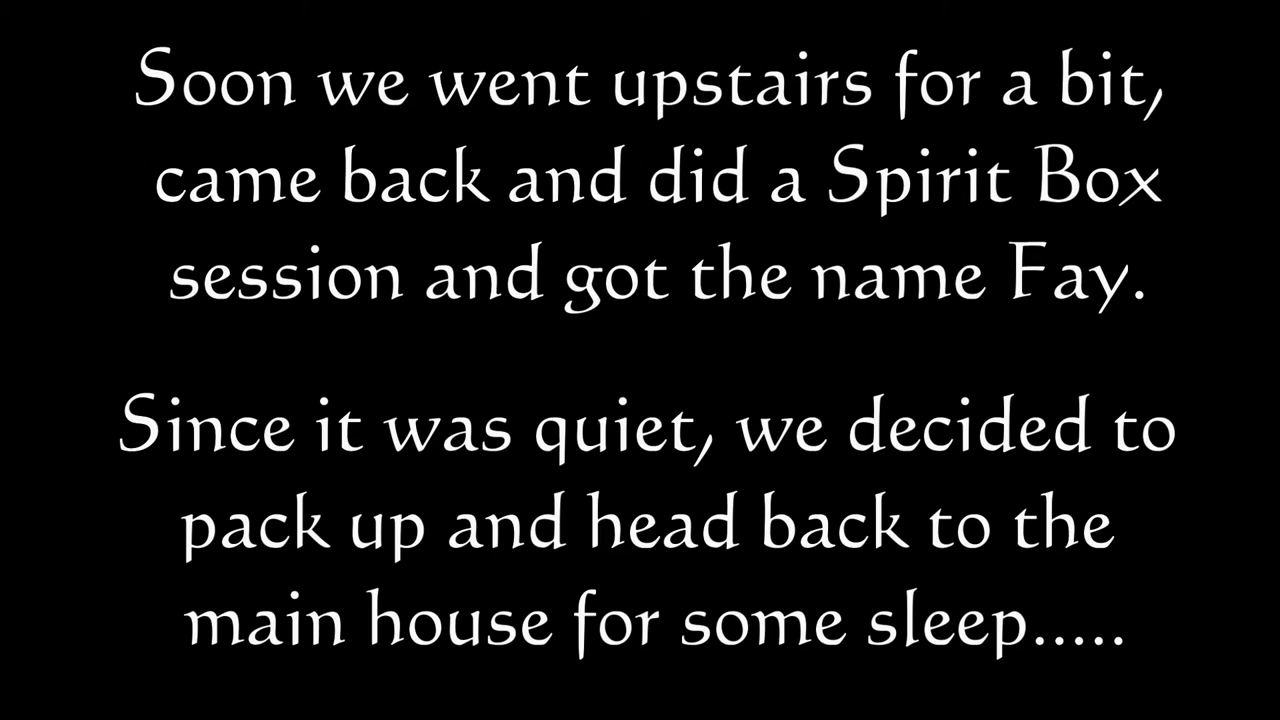 Soon we went upstairs for a bit,
came back and did a Spirit Box
session and got the name Fay.
Since it was quiet, we decided to
pack up and head back to the
main house for some sleep.....